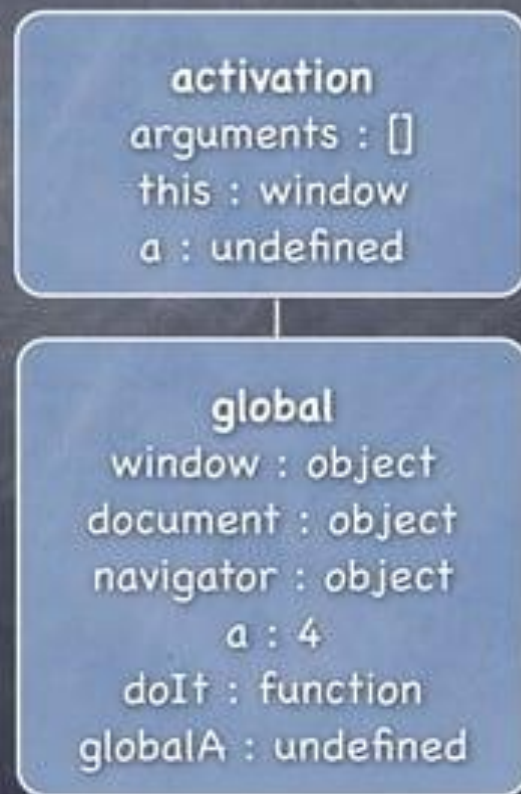 activation
arguments : []
this : window
a : undefined
global
window : object
document : object
navigator : object
a : 4
doIt : function
globalA : undefined